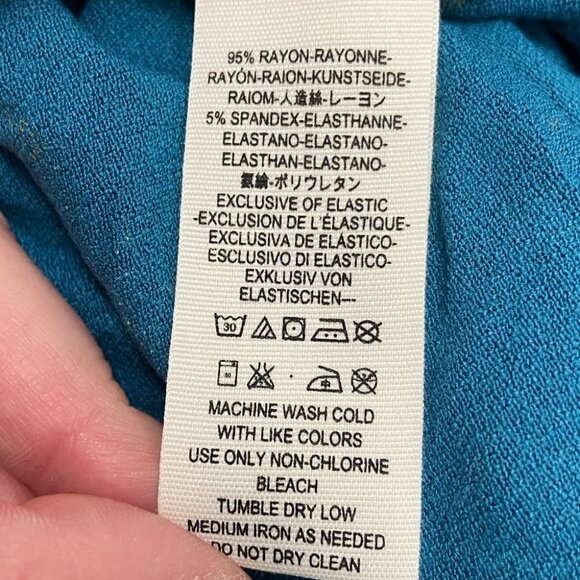 95% RAYON-RAYONNE-
RAYÓN-RAION-KUNSTSEIDE-
RAIOM-人造絲-レーヨン
5% SPANDEX-ELASTHANNE-
ELASTANO-ELASTANO-
ELASTHAN-ELASTANO-
氨綸-ポリウレタン
EXCLUSIVE OF ELASTIC
-EXCLUSION DE L'ÉLASTIQUE-
EXCLUSIVA DE ELÁSTICO-
ESCLUSIVO DI ELASTICO-
EXKLUSIV VON
ELASTISCHEN---
30
中
MACHINE WASH COLD
WITH LIKE COLORS
USE ONLY NON-CHLORINE
BLEACH
TUMBLE DRY LOW
MEDIUM IRON AS NEEDED
DO NOT DRY CLEAN